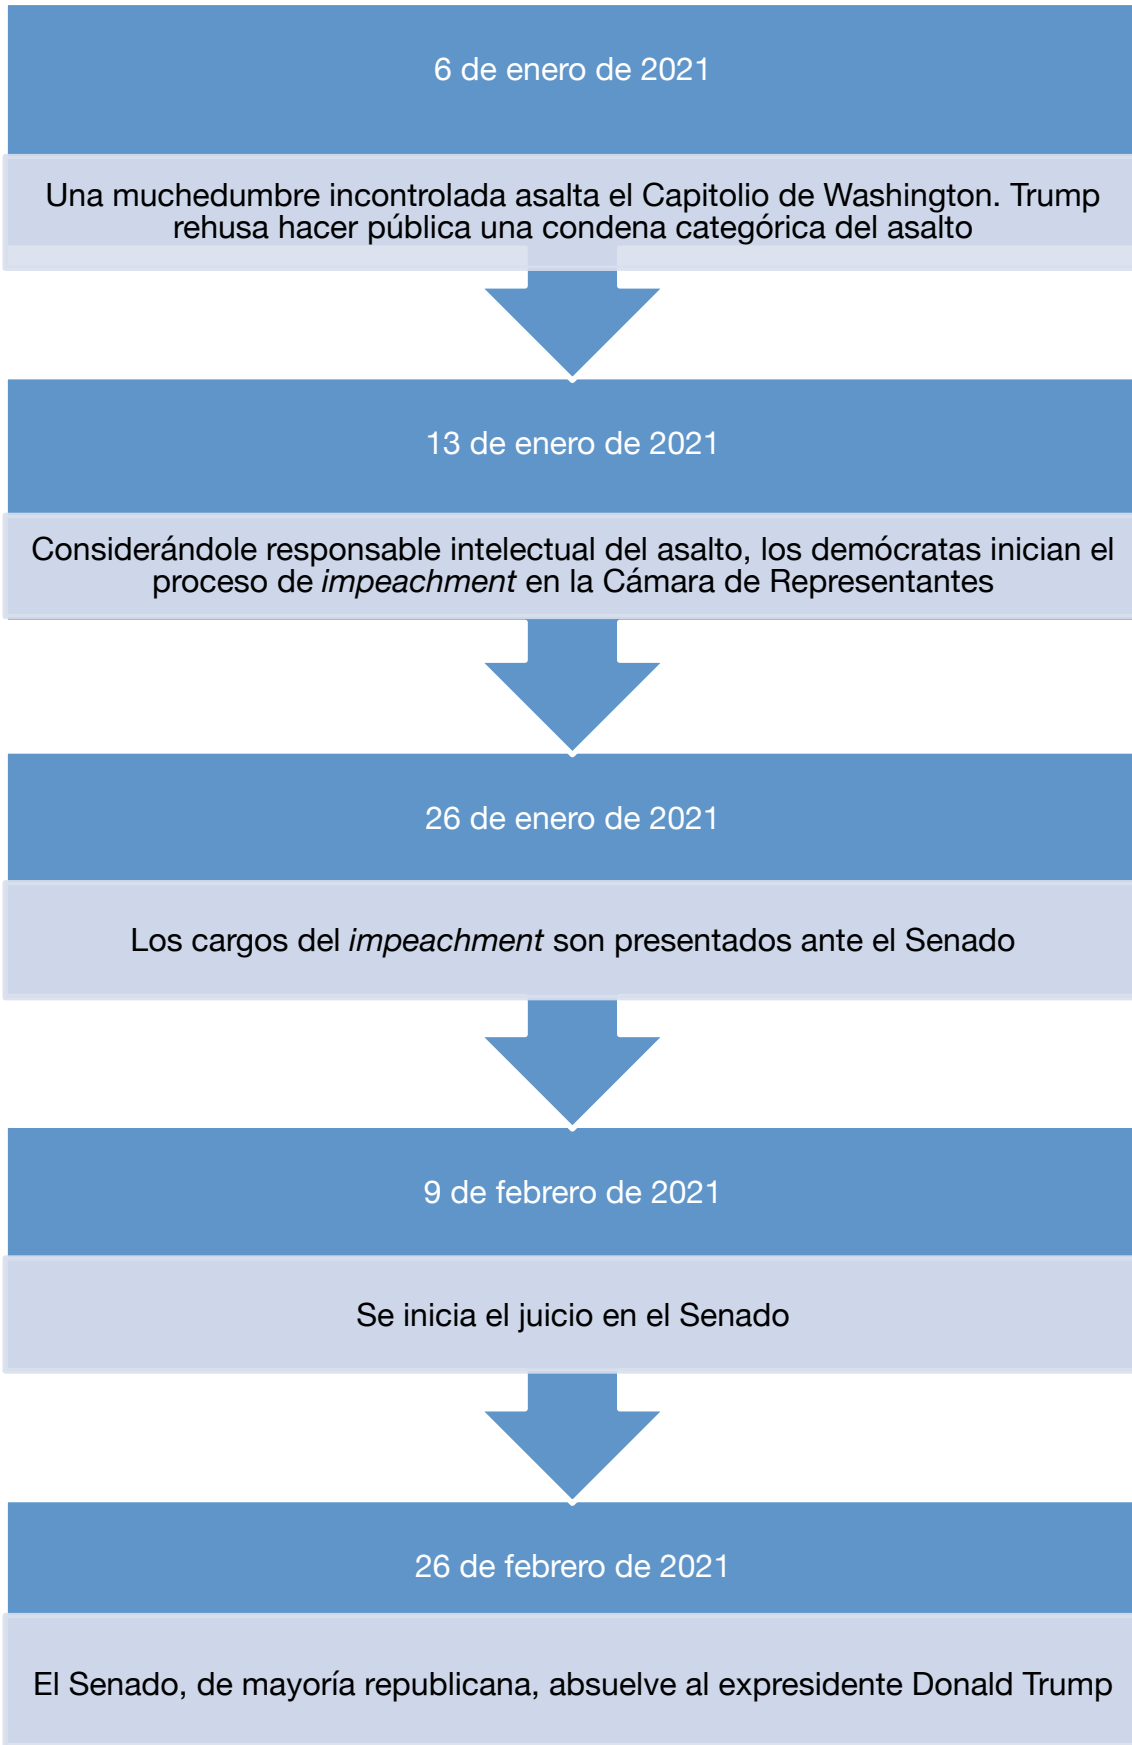 6 de enero de 2021
Una muchedumbre incontrolada asalta el Capitolio de Washington. Trump
rehusa hacer pública una condena categórica del asalto
13 de enero de 2021
Considerándole responsable intelectual del asalto, los demócratas inician el
proceso de impeachment en la Cámara de Representantes
26 de enero de 2021
Los cargos del impeachment son presentados ante el Senado
9 de febrero de 2021
Se inicia el juicio en el Senado
26 de febrero de 2021
El Senado, de mayoría republicana, absuelve al expresidente Donald Trump